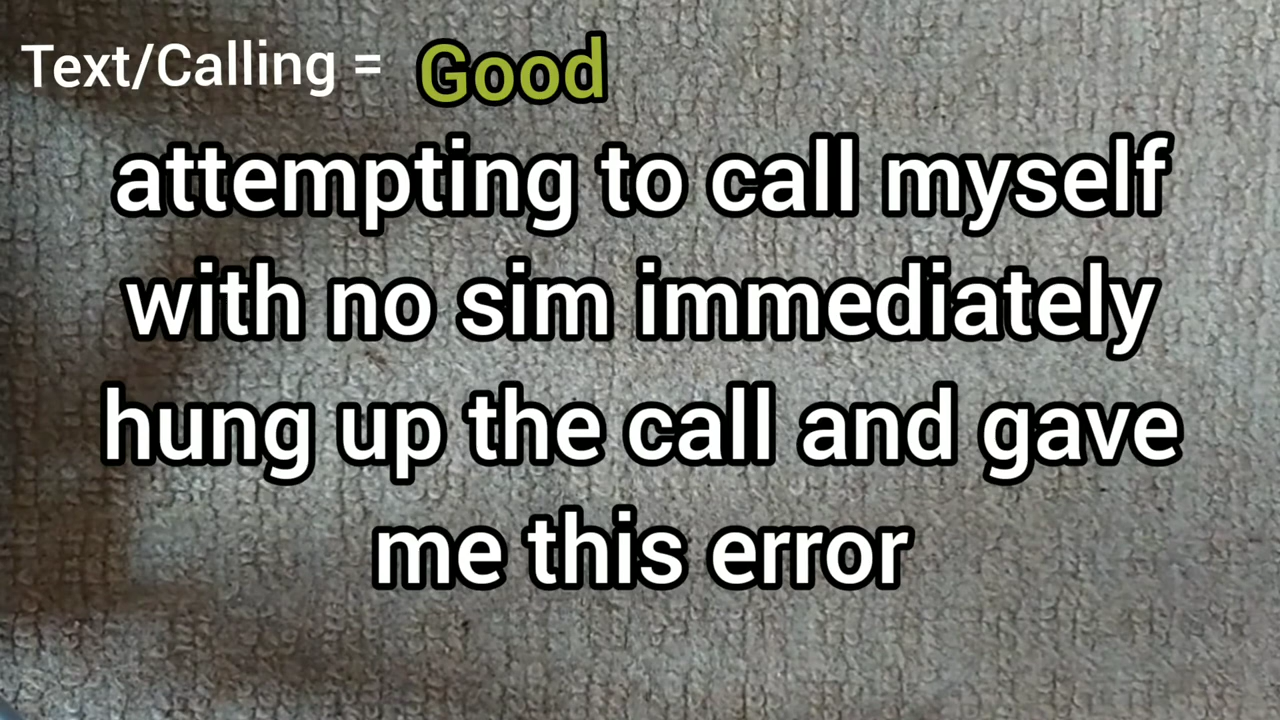 Text/Calling = Good
attempting to call myself
with no sim immediately
hung up the call and gave
me this error